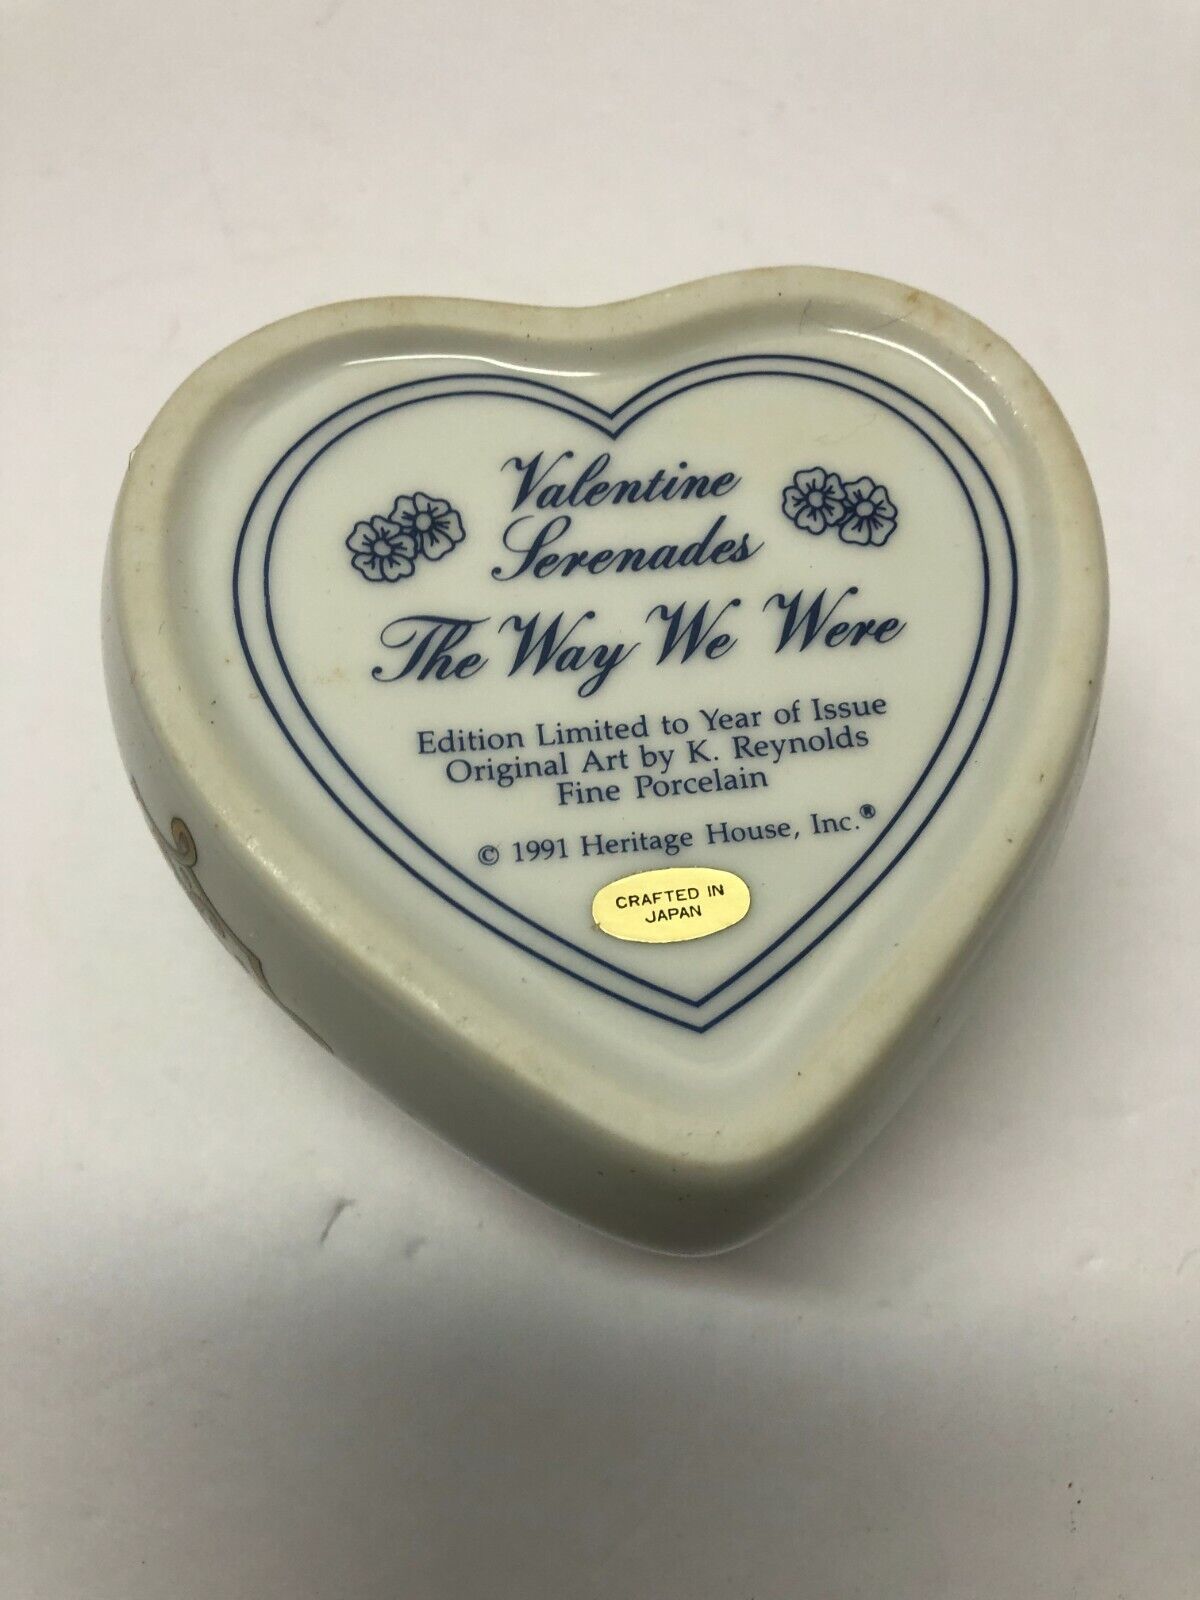 Valentine
Serenades
The Way We Were
Edition Limited to Year of Issue
Original Art by K. Reynolds
Fine Porcelain
© 1991 Heritage House, Inc.®
CRAFTED IN
JAPAN